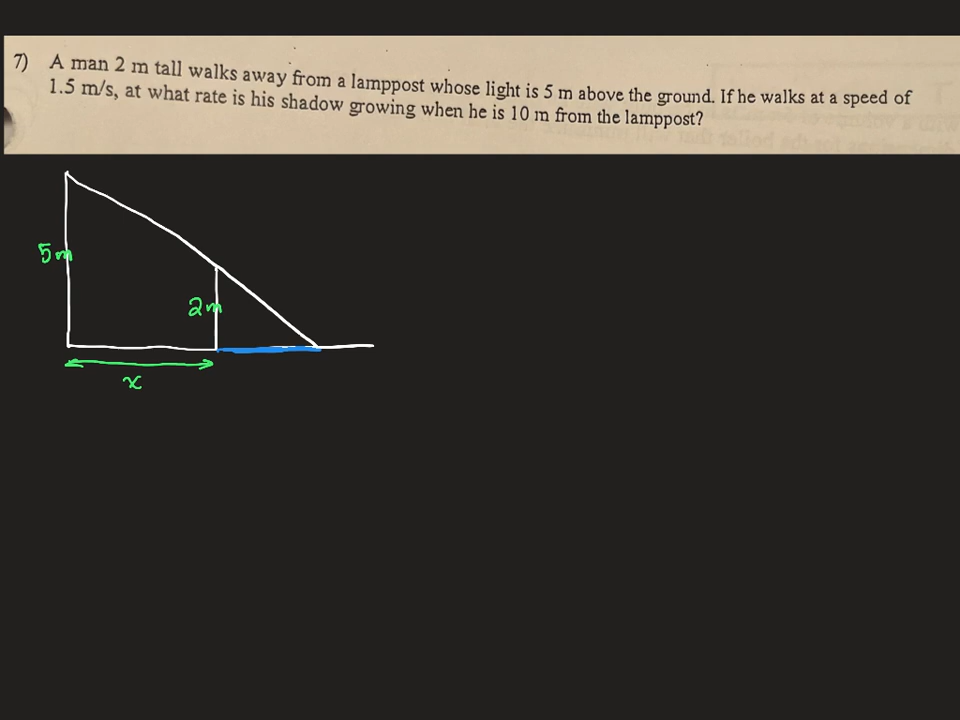 7) A man 2 m tall walks away from a lamppost whose light is 5 m above the ground. If he walks at a speed of
1.5 m/s, at what rate is his shadow growing when he is 10 m from the lamppost?
5m
2m
x